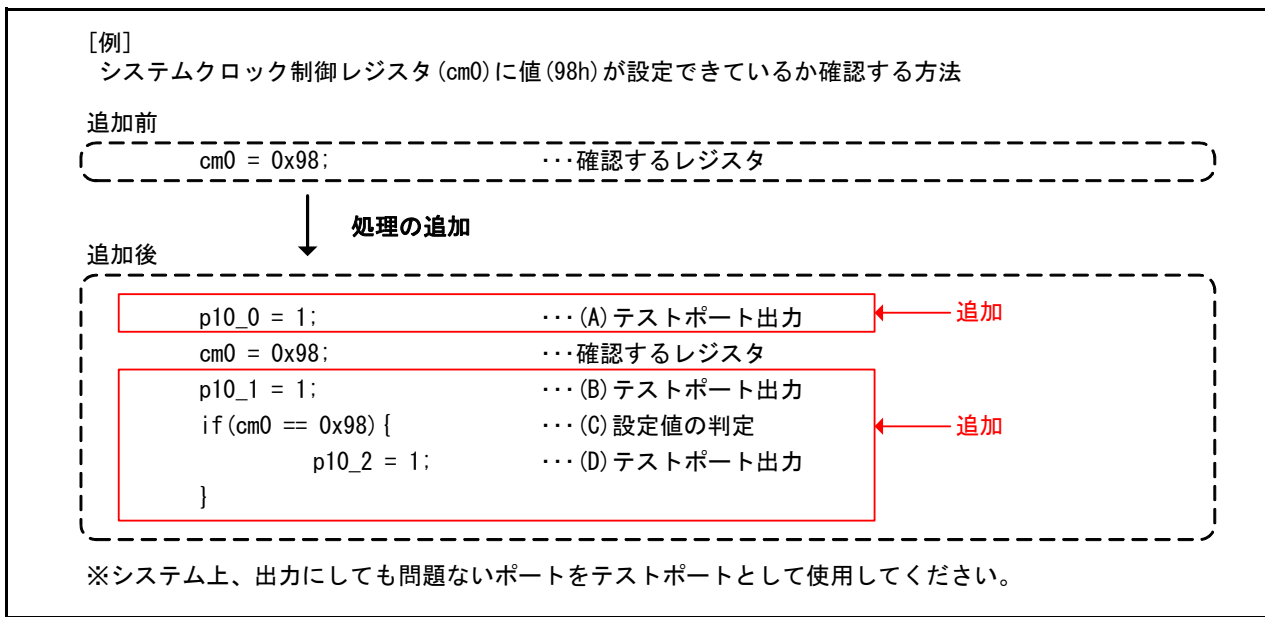 [例]
システムクロック制御レジスタ(cm0)に値(98h)が設定できているか確認する方法
追加前
cm0 = 0x98; ･･･確認するレジスタ
処理の追加
追加後
p10_0 = 1; ･･･(A)テストポート出力 追加
cm0 = 0x98; ･･･確認するレジスタ
p10_1 = 1; ･･･(B)テストポート出力
if(cm0 == 0x98){ ･･･(C)設定値の判定 追加
p10_2 = 1; ･･･(D)テストポート出力
}
※システム上、出力にしても問題ないポートをテストポートとして使用してください。